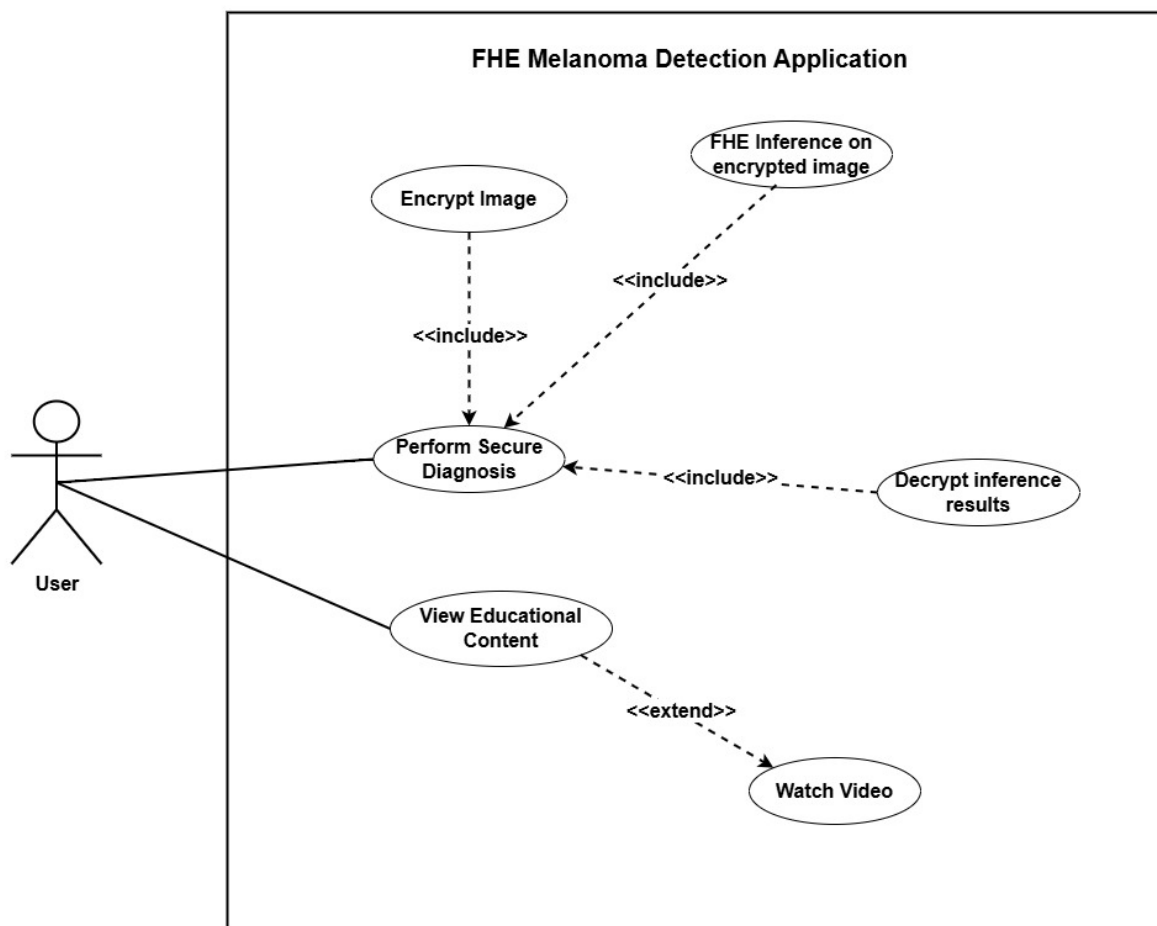 FHE Melanoma Detection Application
FHE Inference on
encrypted image
Encrypt Image
<<include>>
<<include>>
Perform Secure
Diagnosis
<<include>>
Decrypt inference
results
User
View Educational
Content
<<extend>>
Watch Video